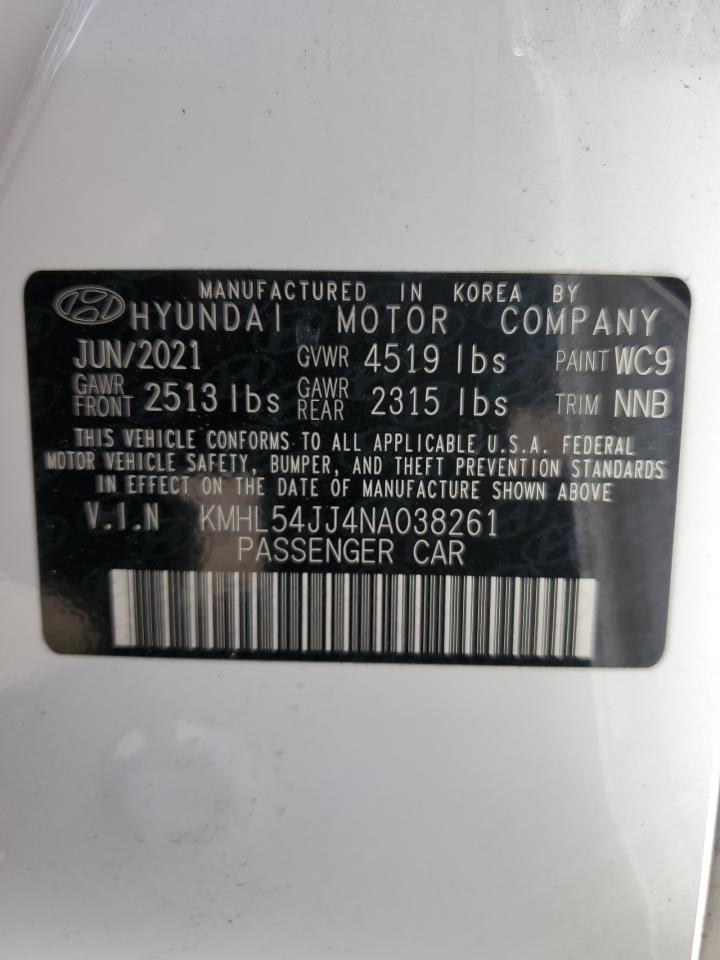 MANUFACTURED IN KOREA BY
HYUNDAI MOTOR COMPANY
JUN/2021 GVWR 4519 lbs PAINT WC9
GAWR FRONT 2513 lbs GAWR REAR 2315 lbs TRIM NNB
THIS VEHICLE CONFORMS TO ALL APPLICABLE U.S.A. FEDERAL
MOTOR VEHICLE SAFETY, BUMPER, AND THEFT PREVENTION STANDARDS
IN EFFECT ON THE DATE OF MANUFACTURE SHOWN ABOVE
V.I.N KMHL54JJ4NA038261
PASSENGER CAR